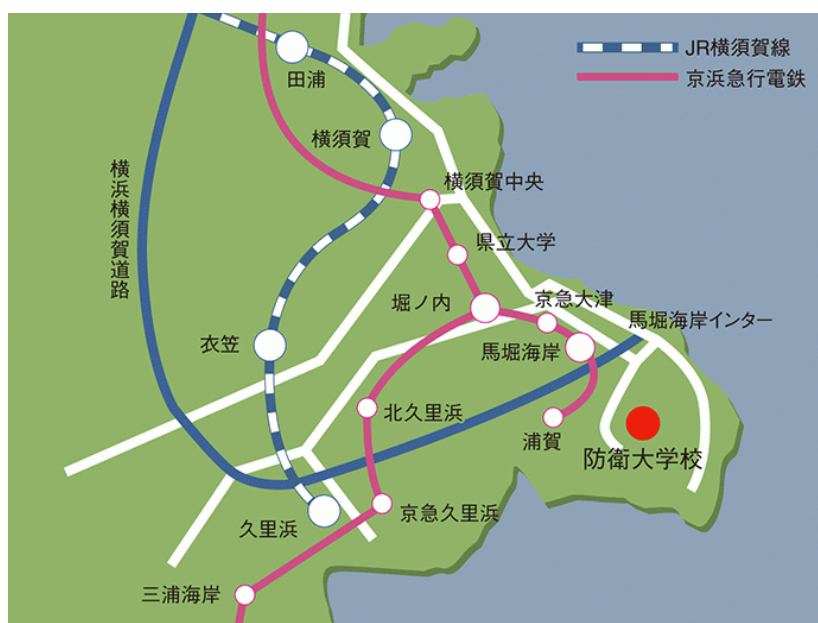 JR横須賀線
京浜急行電鉄
田浦
横須賀
横浜横須賀道路
横須賀中央
県立大学
堀ノ内
京急大津
馬堀海岸インター
衣笠
馬堀海岸
北久里浜
浦賀
防衛大学校
久里浜
京急久里浜
三浦海岸